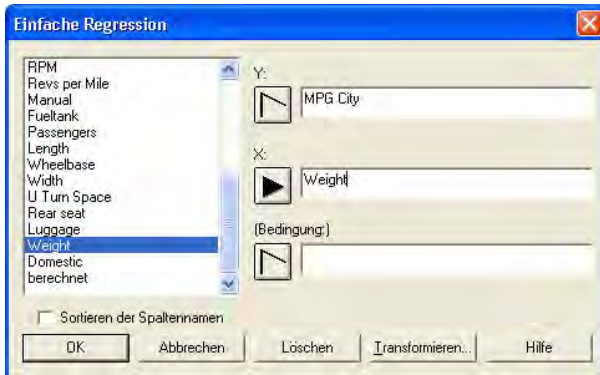 Einfache Regression
RPM
Revs per Mile
Manual
Fueltank
Passengers
Length
Wheelbase
Width
U Turn Space
Rear seat
Luggage
Weight
Domestic
berechnet
Y:
MPG City
X:
Weight
(Bedingung:)
Sortieren der Spaltennamen
OK
Abbrechen
Löschen
Transformieren...
Hilfe